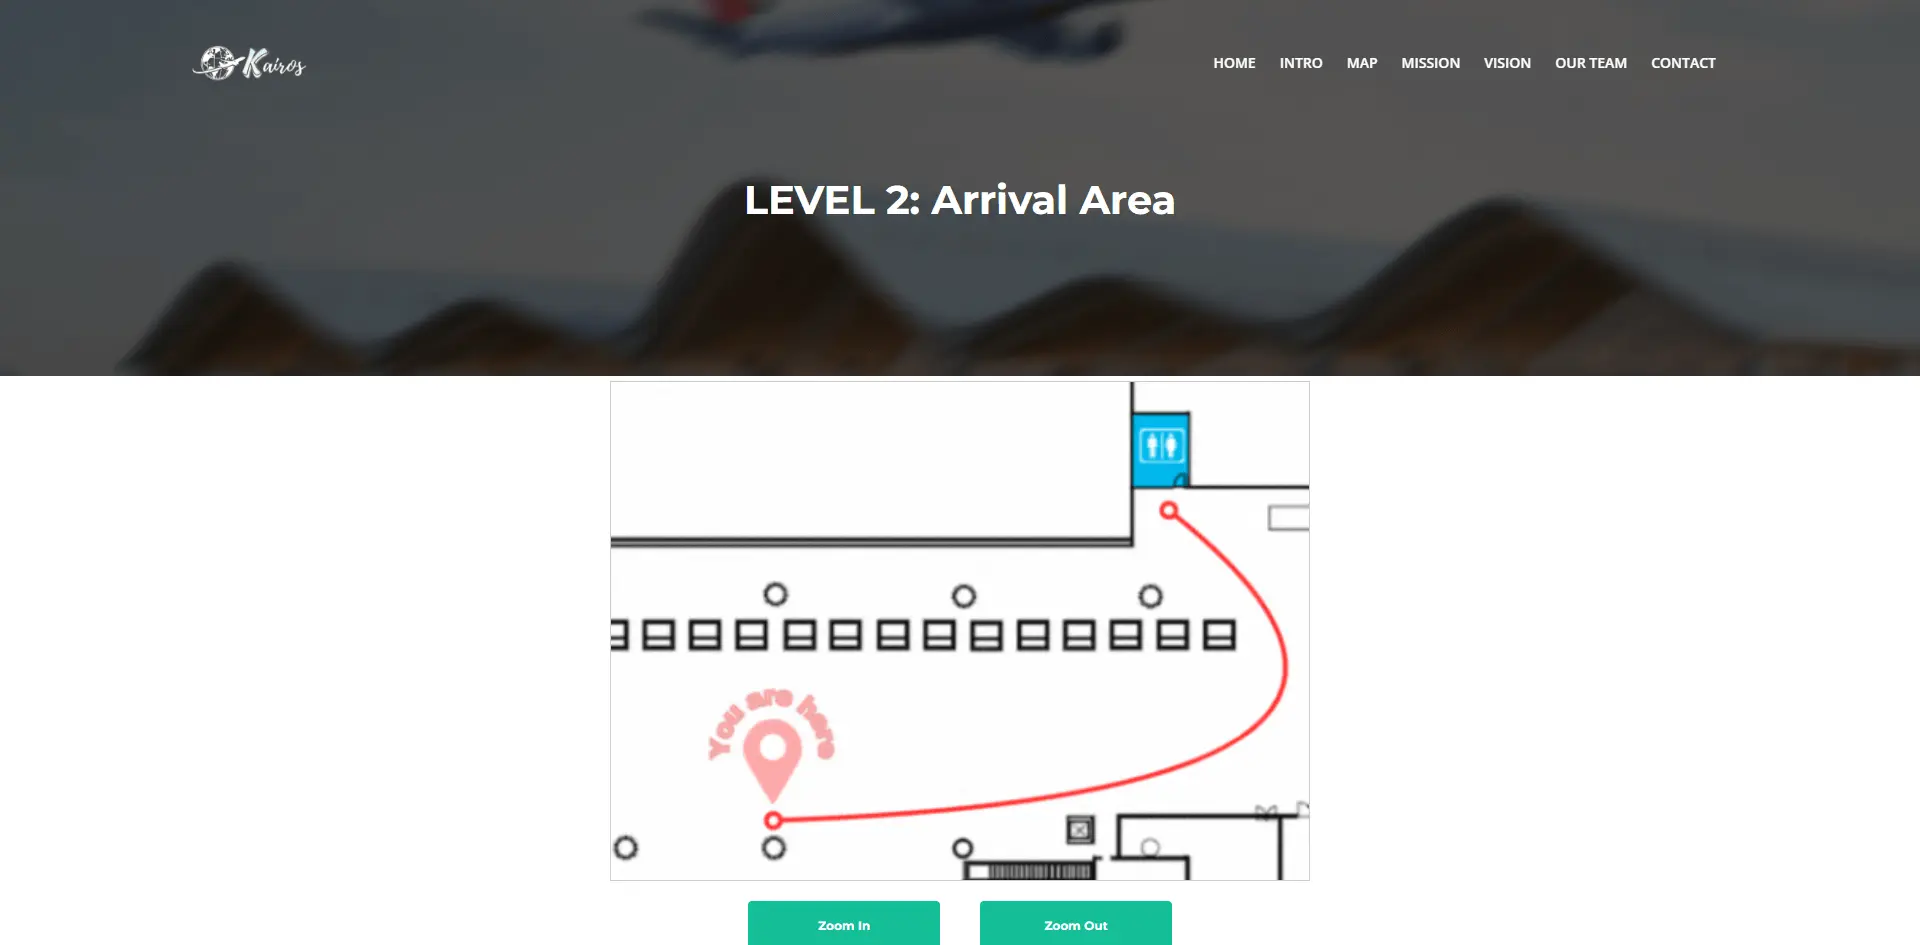 Kairos
HOME INTRO MAP MISSION VISION OUR TEAM CONTACT
LEVEL 2: Arrival Area
You are here
Zoom In Zoom Out